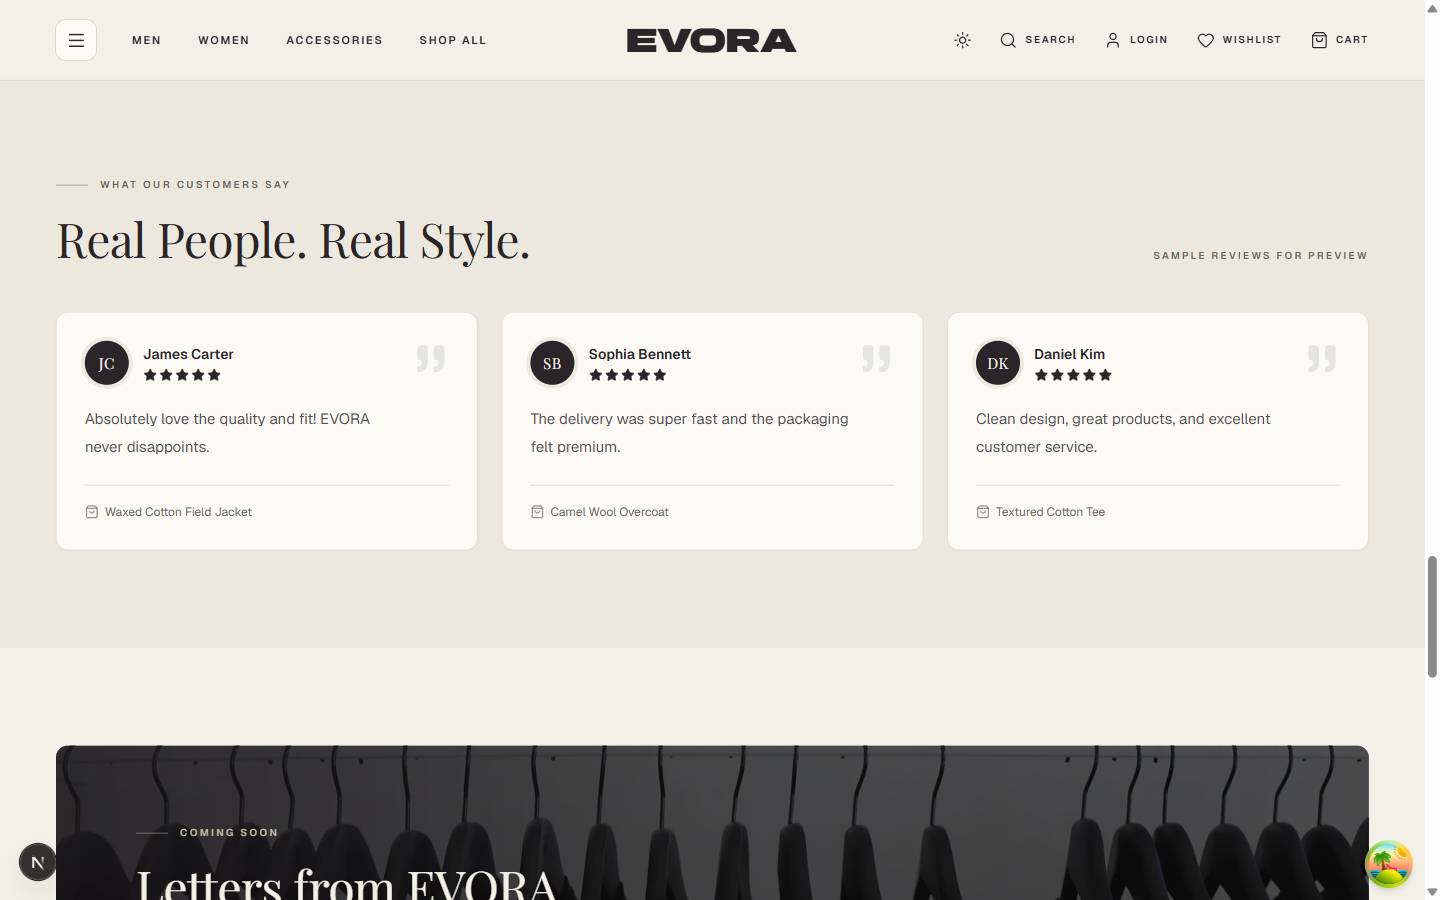 MEN
WOMEN
ACCESSORIES
SHOP ALL
EVORA
SEARCH
LOGIN
WISHLIST
CART
WHAT OUR CUSTOMERS SAY
Real People. Real Style.
SAMPLE REVIEWS FOR PREVIEW
JC
James Carter
Absolutely love the quality and fit! EVORA
never disappoints.
Waxed Cotton Field Jacket
SB
Sophia Bennett
The delivery was super fast and the packaging
felt premium.
Camel Wool Overcoat
DK
Daniel Kim
Clean design, great products, and excellent
customer service.
Textured Cotton Tee
COMING SOON
Letters from EVORA
N